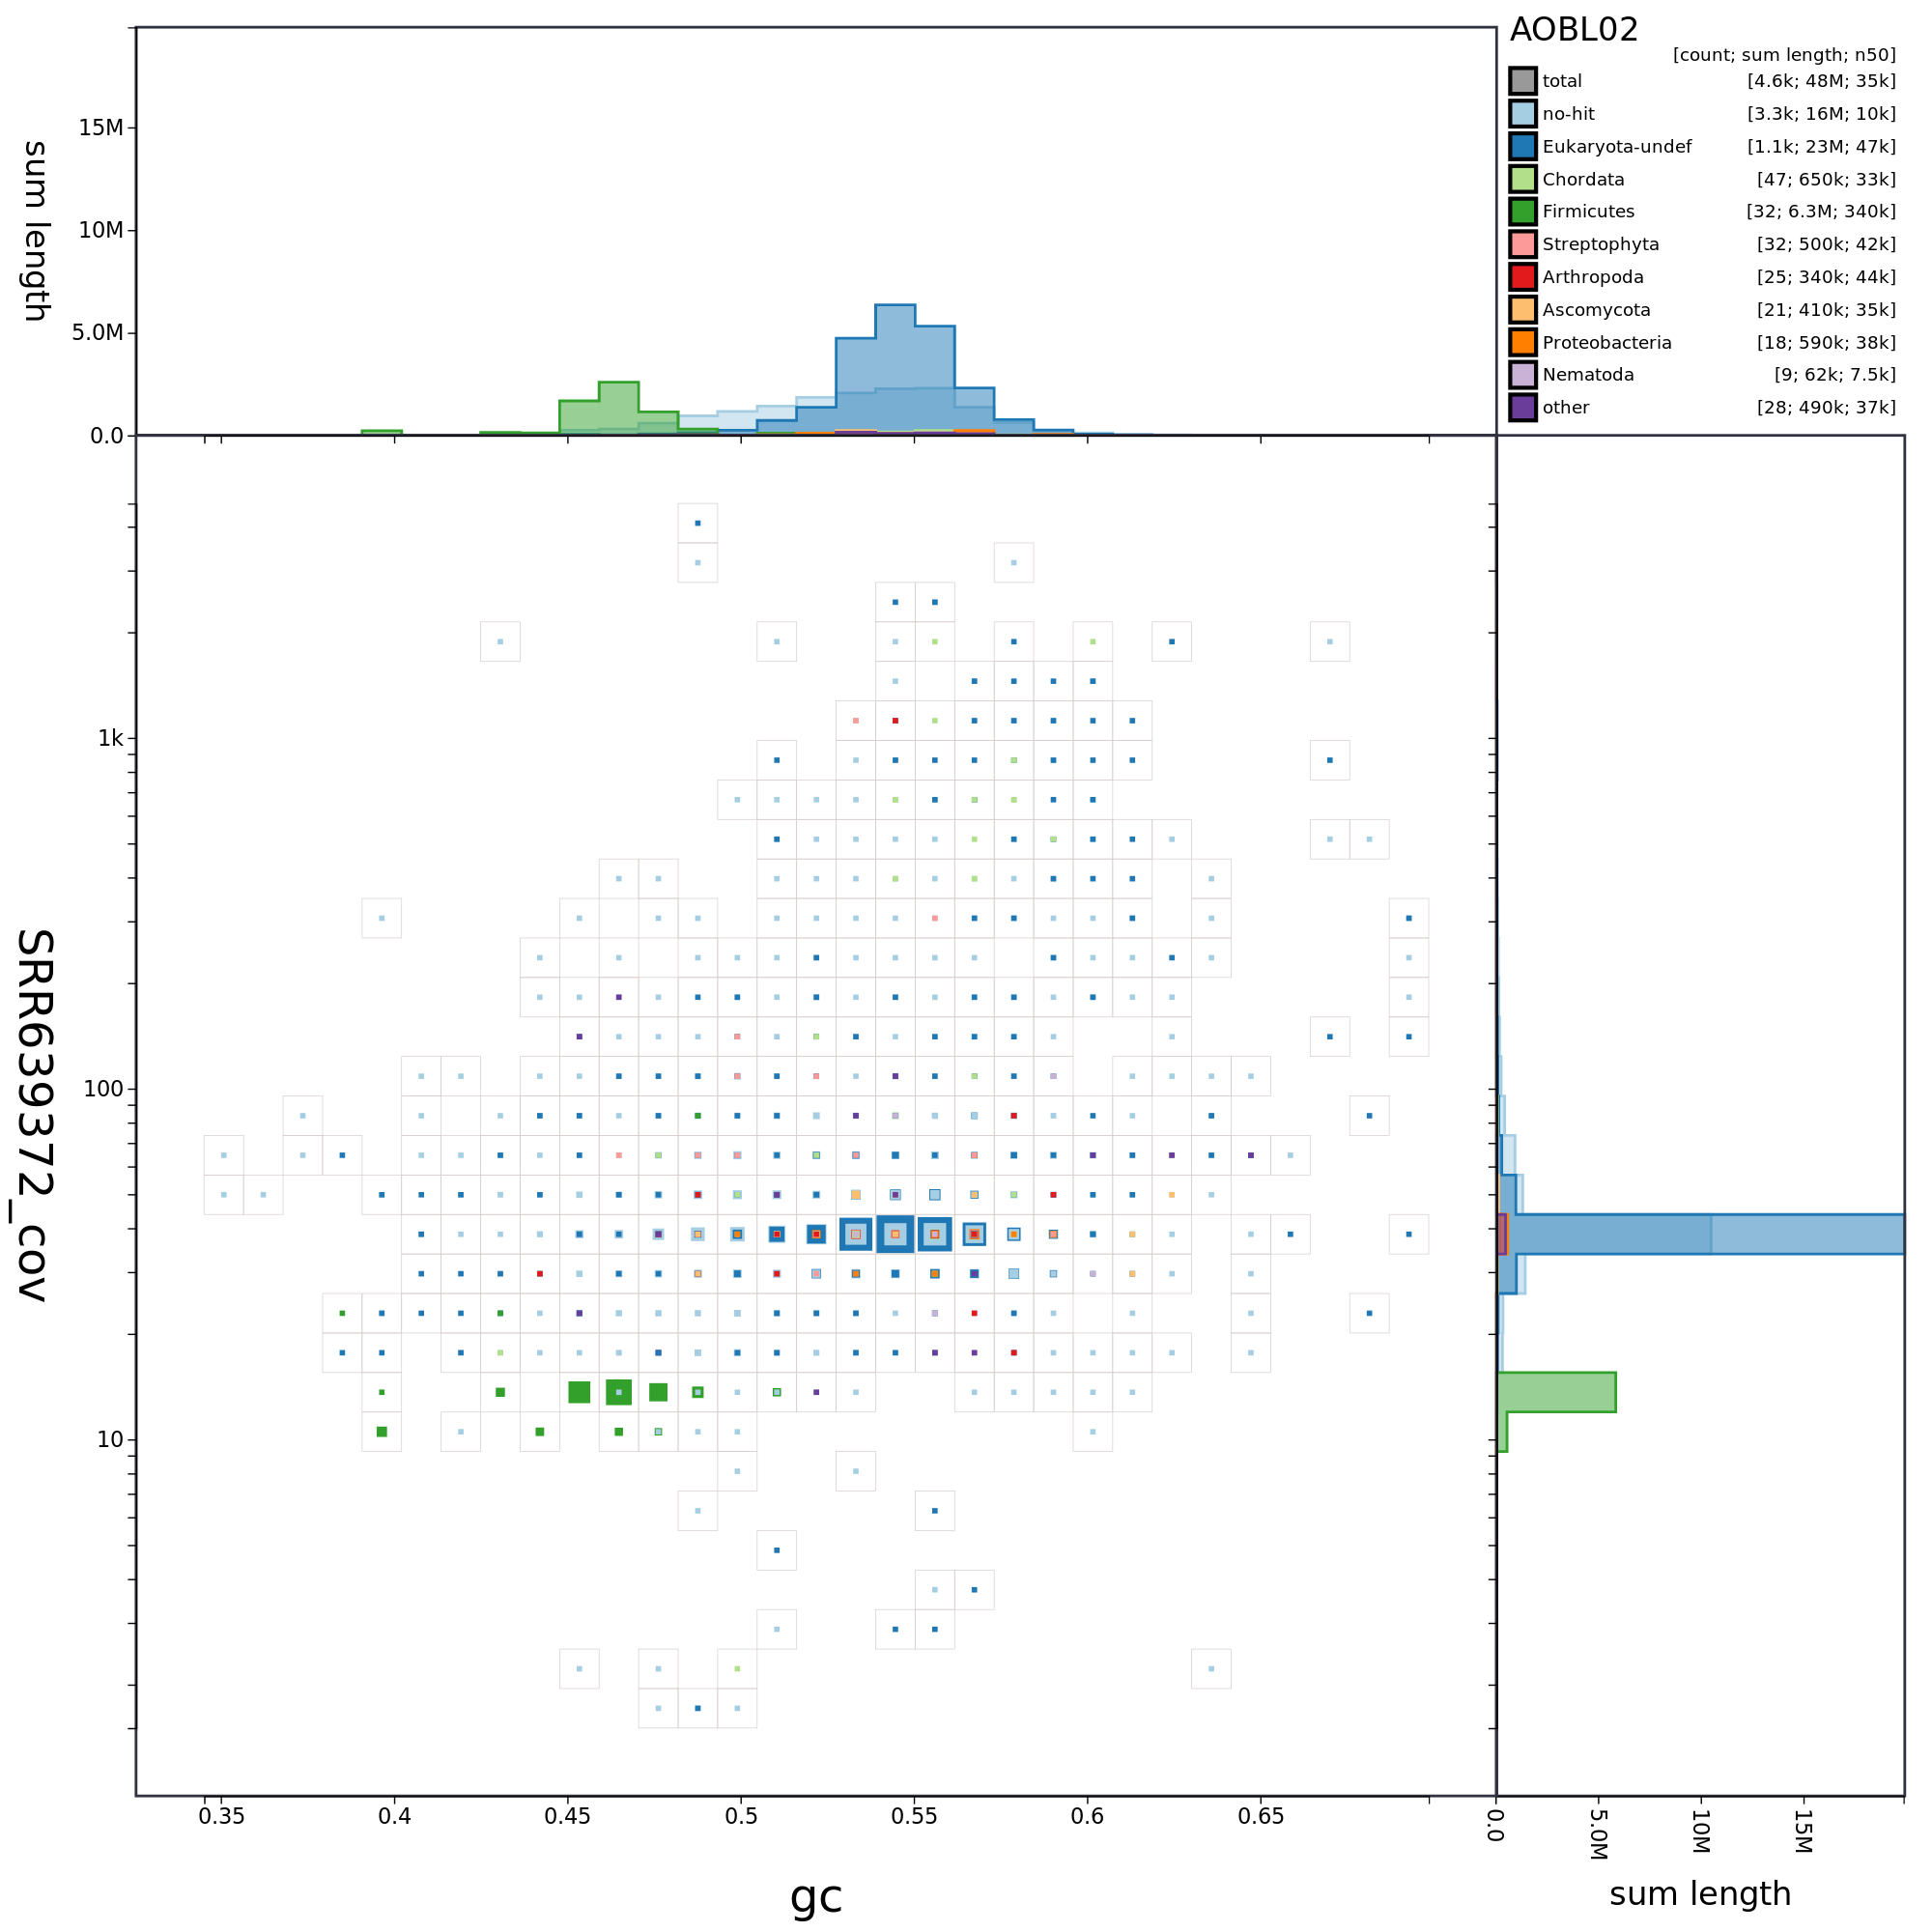 AOBL02
[count; sum length; n50]
total [4.6k; 48M; 35k]
no-hit [3.3k; 16M; 10k]
Eukaryota-undef [1.1k; 23M; 47k]
Chordata [47; 650k; 33k]
Firmicutes [32; 6.3M; 340k]
Streptophyta [32; 500k; 42k]
Arthropoda [25; 340k; 44k]
Ascomycota [21; 410k; 35k]
Proteobacteria [18; 590k; 38k]
Nematoda [9; 62k; 7.5k]
other [28; 490k; 37k]
sum length
15M
10M
5.0M
0.0
SRR639372_cov
1k
100
10
0.35 0.4 0.45 0.5 0.55 0.6 0.65
gc
0.0 5.0M 10M 15M
sum length